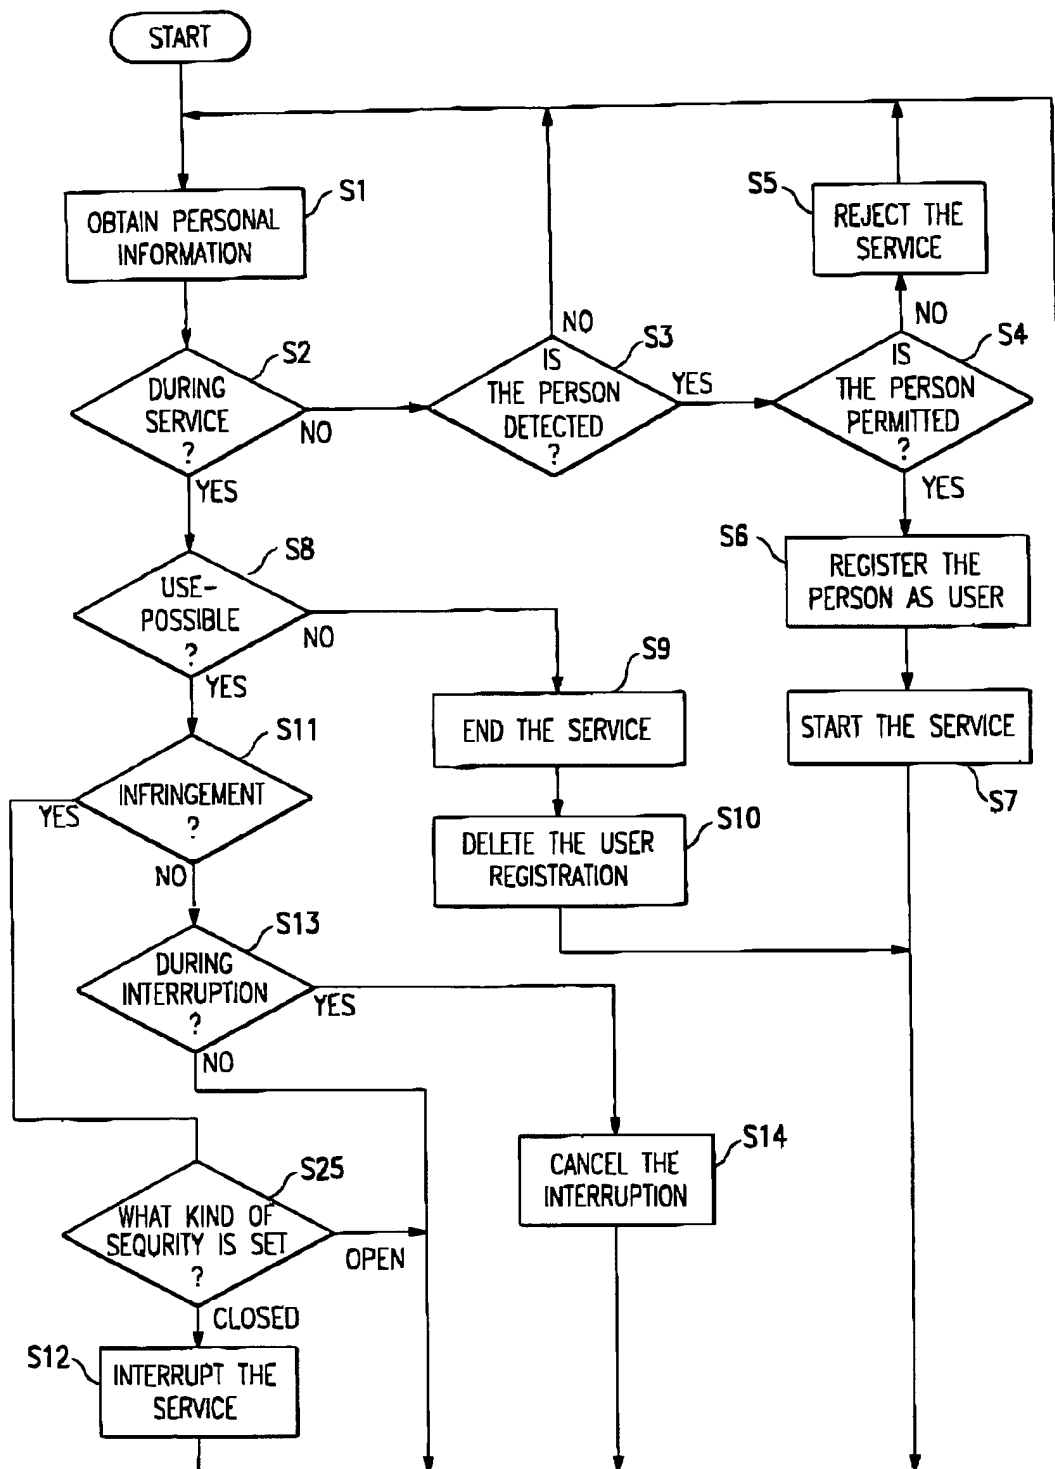 START
S1
OBTAIN PERSONAL
INFORMATION
S5
REJECT THE
SERVICE
NO
S2
DURING
SERVICE
?
NO
YES
NO
S3
IS
THE PERSON
DETECTED
?
YES
S4
IS
THE PERSON
PERMITTED
?
YES
S6
REGISTER THE
PERSON AS USER
START THE SERVICE
S7
S8
USE-
POSSIBLE
?
NO
YES
S9
END THE SERVICE
S10
DELETE THE USER
REGISTRATION
S11
INFRINGEMENT
?
YES
NO
S13
DURING
INTERRUPTION
?
YES
NO
S14
CANCEL THE
INTERRUPTION
S25
WHAT KIND OF
SEQURITY IS SET
?
OPEN
CLOSED
S12
INTERRUPT THE
SERVICE